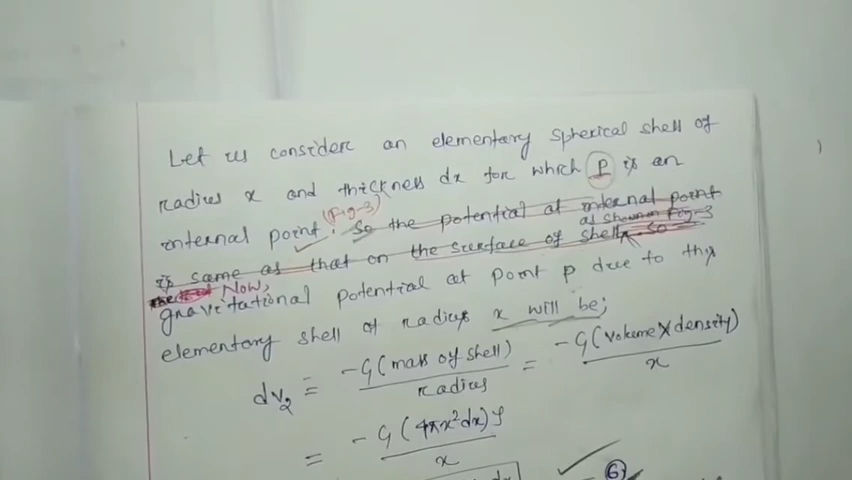 Let us consider an elementary spherical shell of
radius x and thickness dx for which P is an
(Fig-3)
internal point. So the potential at internal point
as shown in Fig-3
is same as that on the surface of shell. So
Now,
gravitational potential at point p due to this
elementary shell of radius x will be;
dv₂ = -G(mass of shell)/radius = -G(volume X density)/x
= -G(4πx²dx)ρ/x
6